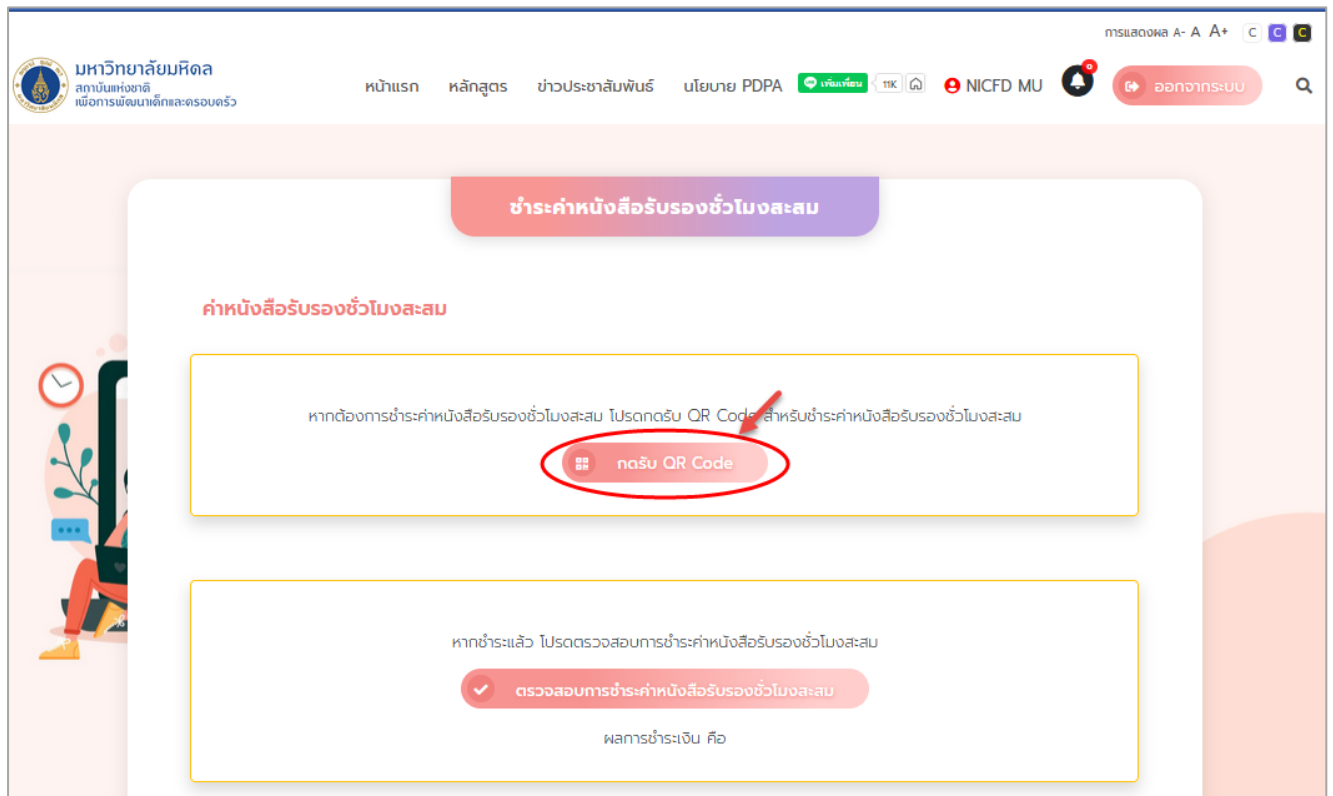 การแสดงผล A- A A+ C C C
มหาวิทยาลัยมหิดล
สถาบันแห่งชาติ
เพื่อการพัฒนาเด็กและครอบครัว
หน้าแรก หลักสูตร ข่าวประชาสัมพันธ์ นโยบาย PDPA เพิ่มเพื่อน 11K NICFD MU 0 ออกจากระบบ
ชำระค่าหนังสือรับรองชั่วโมงสะสม
ค่าหนังสือรับรองชั่วโมงสะสม
หากต้องการชำระค่าหนังสือรับรองชั่วโมงสะสม โปรดกดรับ QR Code สำหรับชำระค่าหนังสือรับรองชั่วโมงสะสม
กดรับ QR Code
หากชำระแล้ว โปรดตรวจสอบการชำระค่าหนังสือรับรองชั่วโมงสะสม
ตรวจสอบการชำระค่าหนังสือรับรองชั่วโมงสะสม
ผลการชำระเงิน คือ